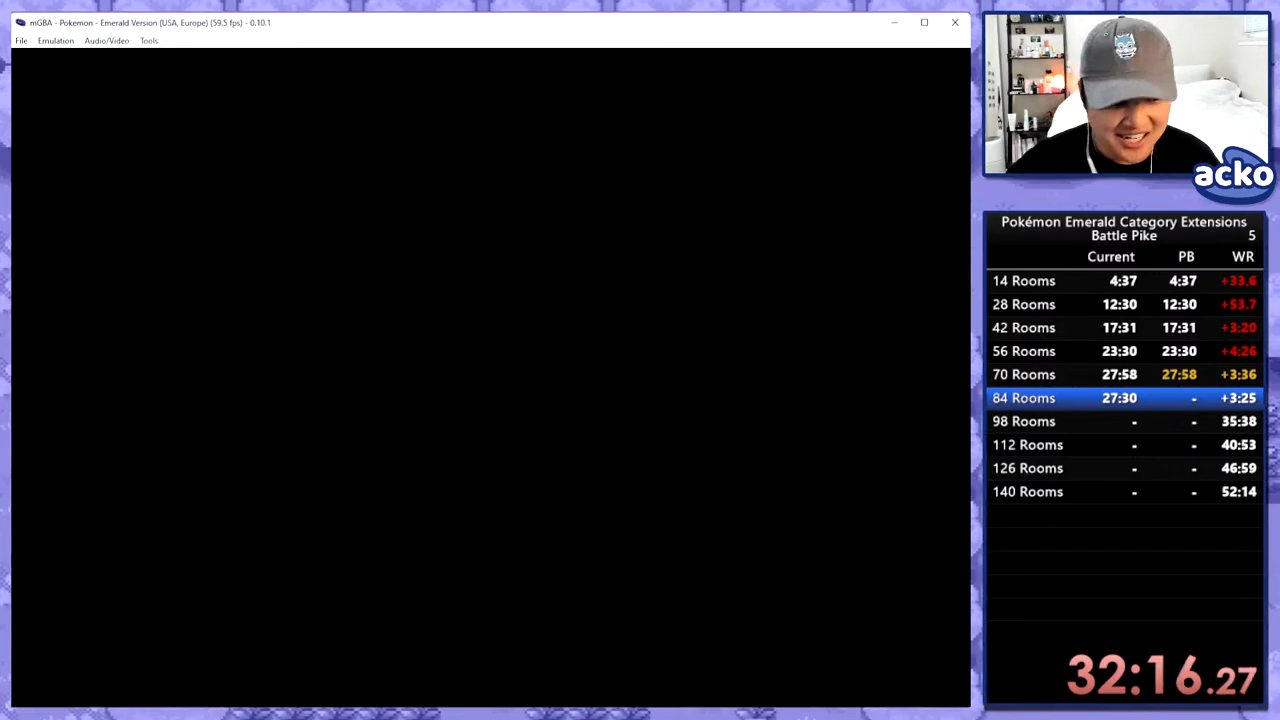 mGBA - Pokemon - Emerald Version (USA, Europe) (59.5 fps) - 0.10.1
File Emulation Audio/Video Tools
acko
Pokémon Emerald Category Extensions
Battle Pike 5
Current PB WR
14 Rooms 4:37 4:37 +33.6
28 Rooms 12:30 12:30 +53.7
42 Rooms 17:31 17:31 +3:20
56 Rooms 23:30 23:30 +4:26
70 Rooms 27:58 27:58 +3:36
84 Rooms 27:30 - +3:25
98 Rooms - - 35:38
112 Rooms - - 40:53
126 Rooms - - 46:59
140 Rooms - - 52:14
32:16.27